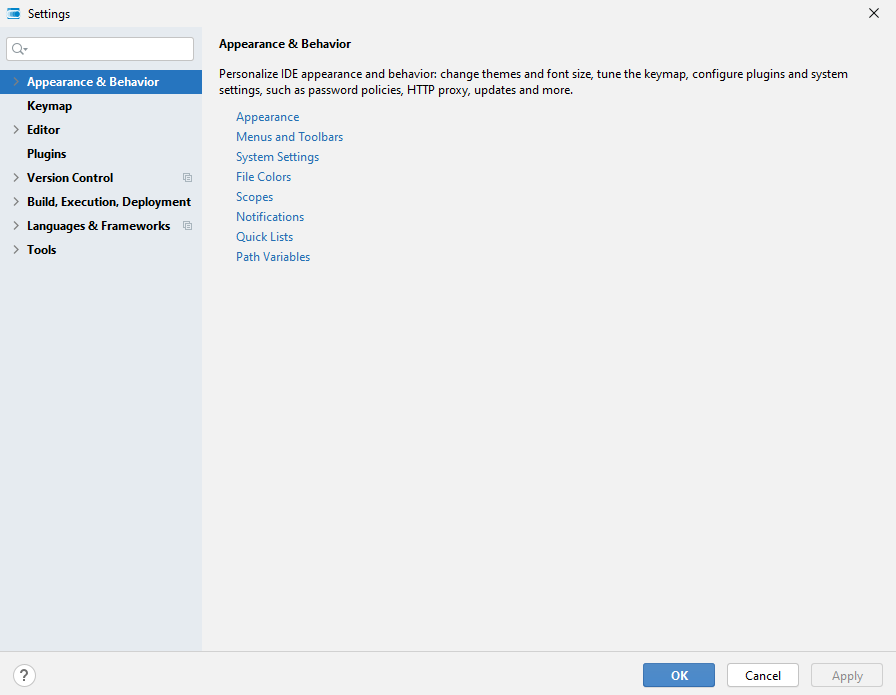 Settings
Appearance & Behavior
Keymap
Editor
Plugins
Version Control
Build, Execution, Deployment
Languages & Frameworks
Tools
Appearance & Behavior
Personalize IDE appearance and behavior: change themes and font size, tune the keymap, configure plugins and system
settings, such as password policies, HTTP proxy, updates and more.
Appearance
Menus and Toolbars
System Settings
File Colors
Scopes
Notifications
Quick Lists
Path Variables
?
OK
Cancel
Apply